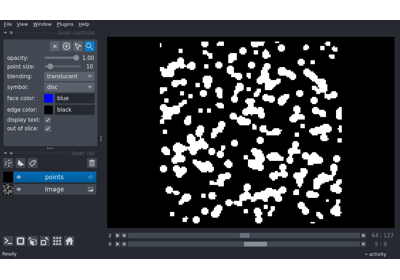 File View Window Plugins Help
layer controls
opacity: 1.00
point size: 10
blending: translucent
symbol: disc
face color: blue
edge color: black
display text:
out of slice:
layer list
points
Image
2 64 127
0 5 9
Ready activity